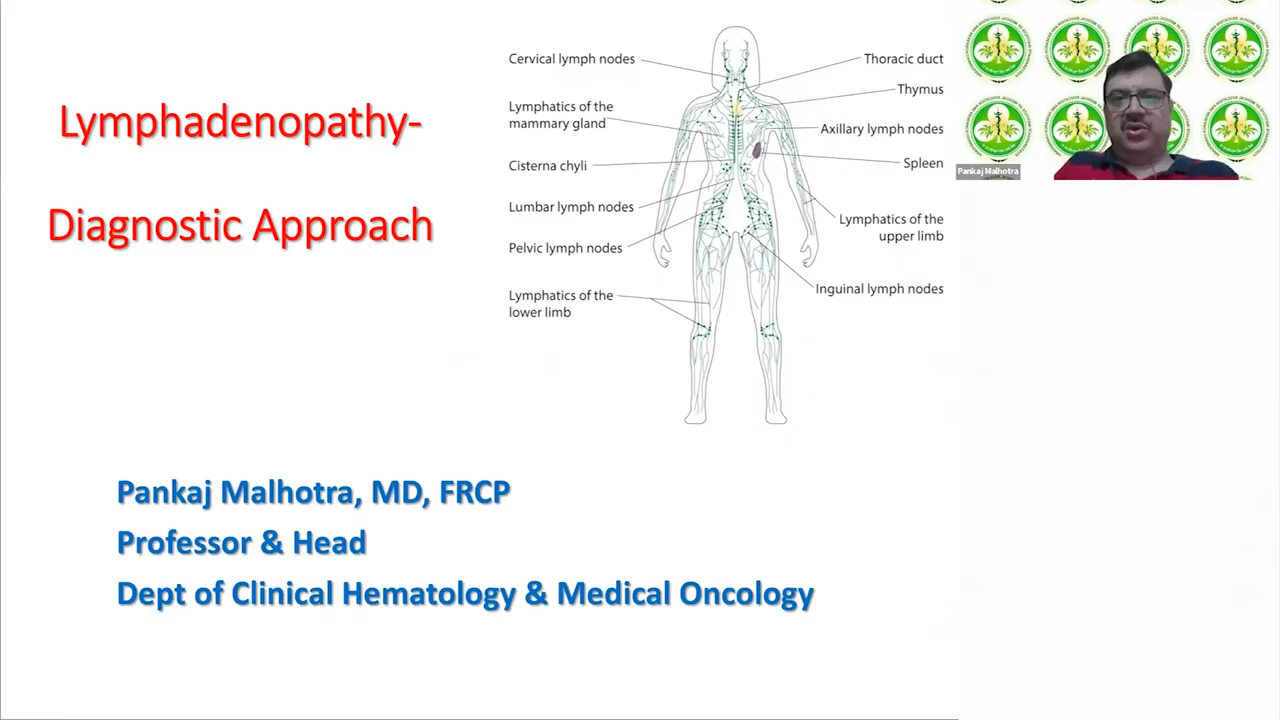 Lymphadenopathy-
Diagnostic Approach
Cervical lymph nodes
Lymphatics of the
mammary gland
Cisterna chyli
Lumbar lymph nodes
Pelvic lymph nodes
Lymphatics of the
lower limb
Thoracic duct
Thymus
Axillary lymph nodes
Spleen
Lymphatics of the
upper limb
Inguinal lymph nodes
Pankaj Malhotra, MD, FRCP
Professor & Head
Dept of Clinical Hematology & Medical Oncology
Pankaj Malhotra